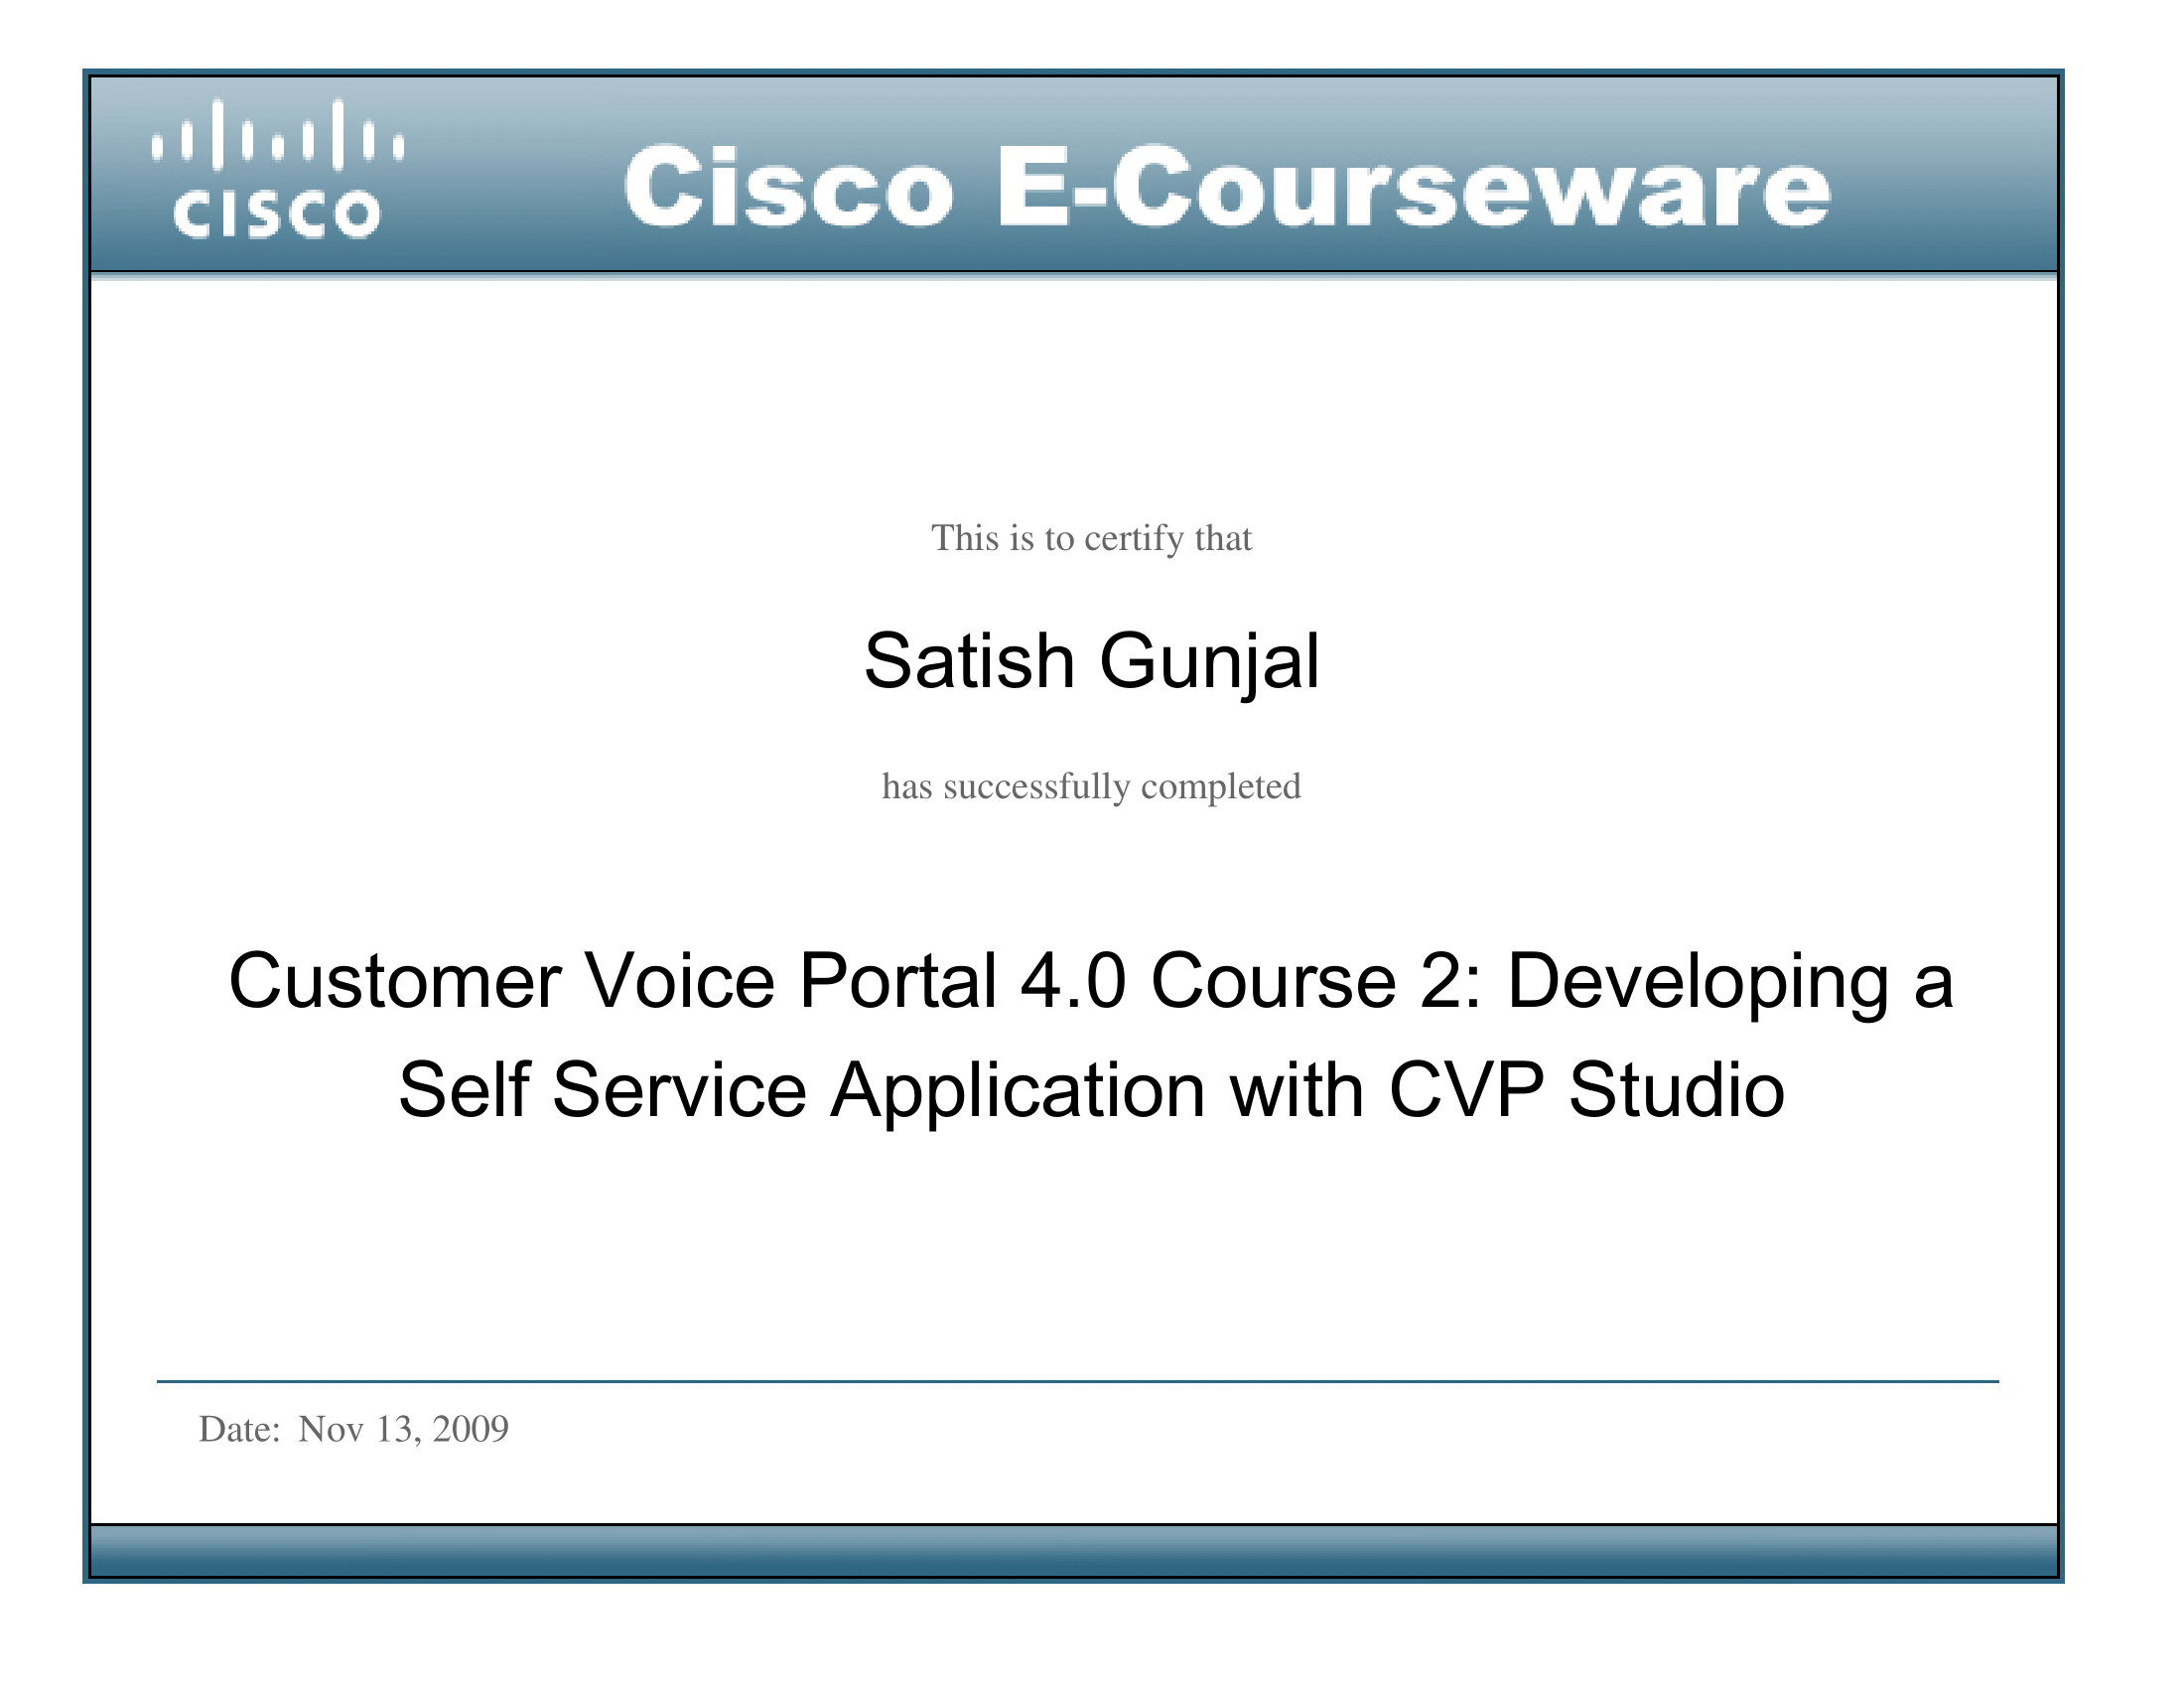 CISCO
Cisco E-Courseware
This is to certify that
Satish Gunjal
has successfully completed
Customer Voice Portal 4.0 Course 2: Developing a
Self Service Application with CVP Studio
Date: Nov 13, 2009